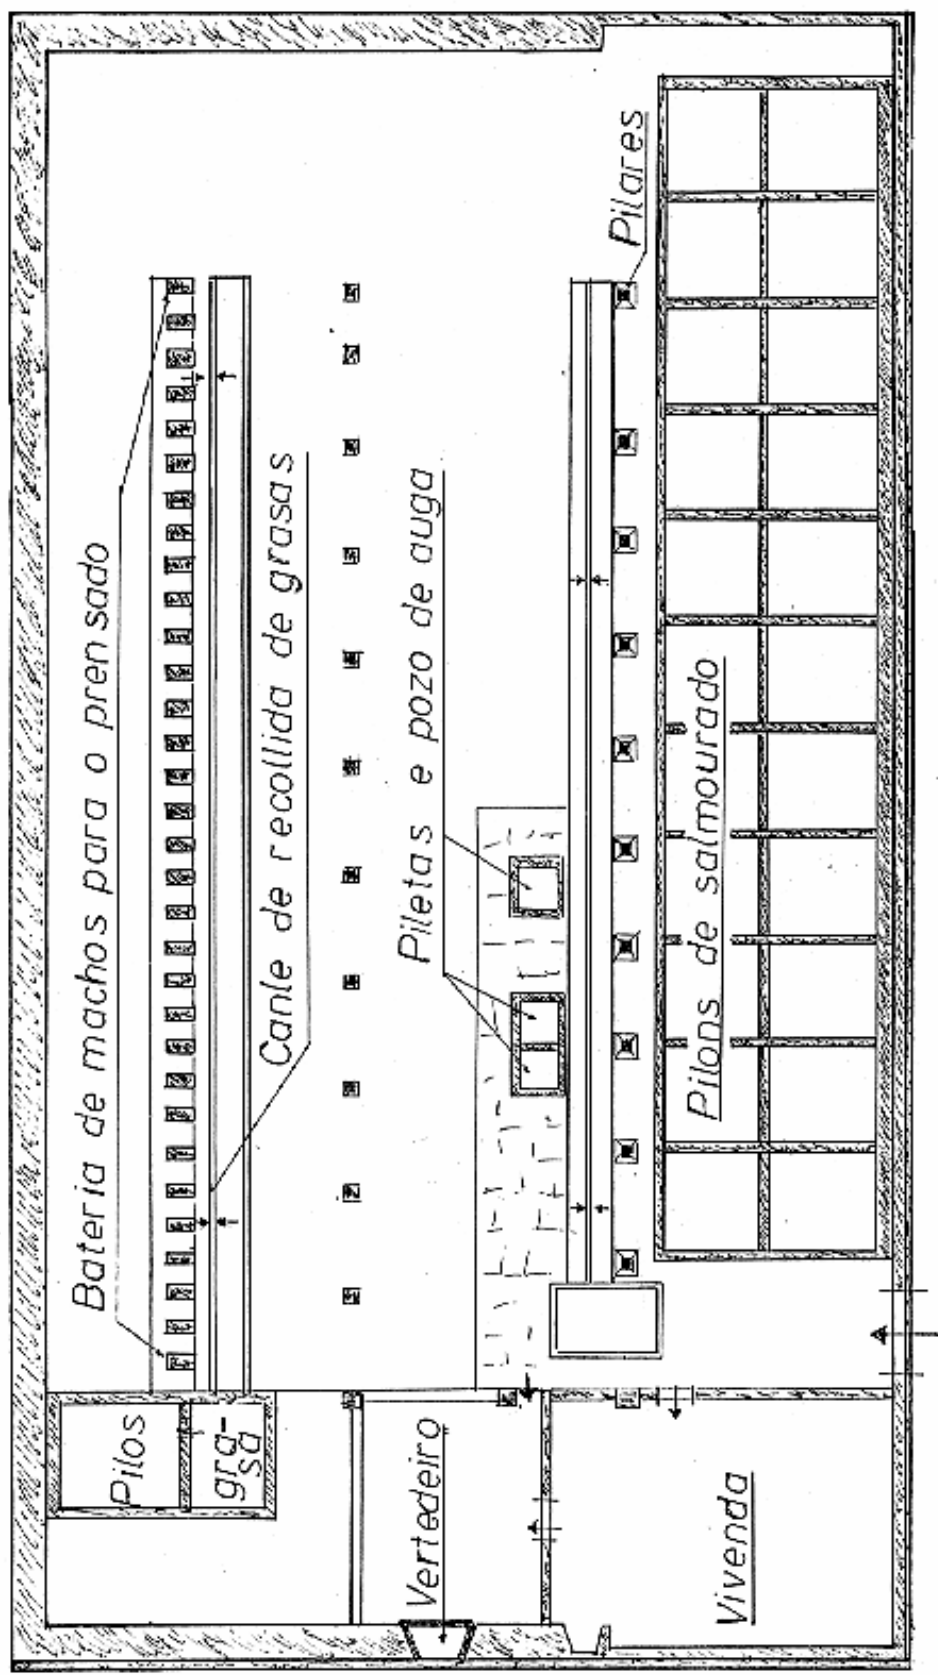 Bateria de machos para o prensado
Canle de recollida de grasas
Piletas e pozo de auga
Pilares
Pilons de salmourado
Pilos
gra-
sa
Vertedeiro
Vivenda